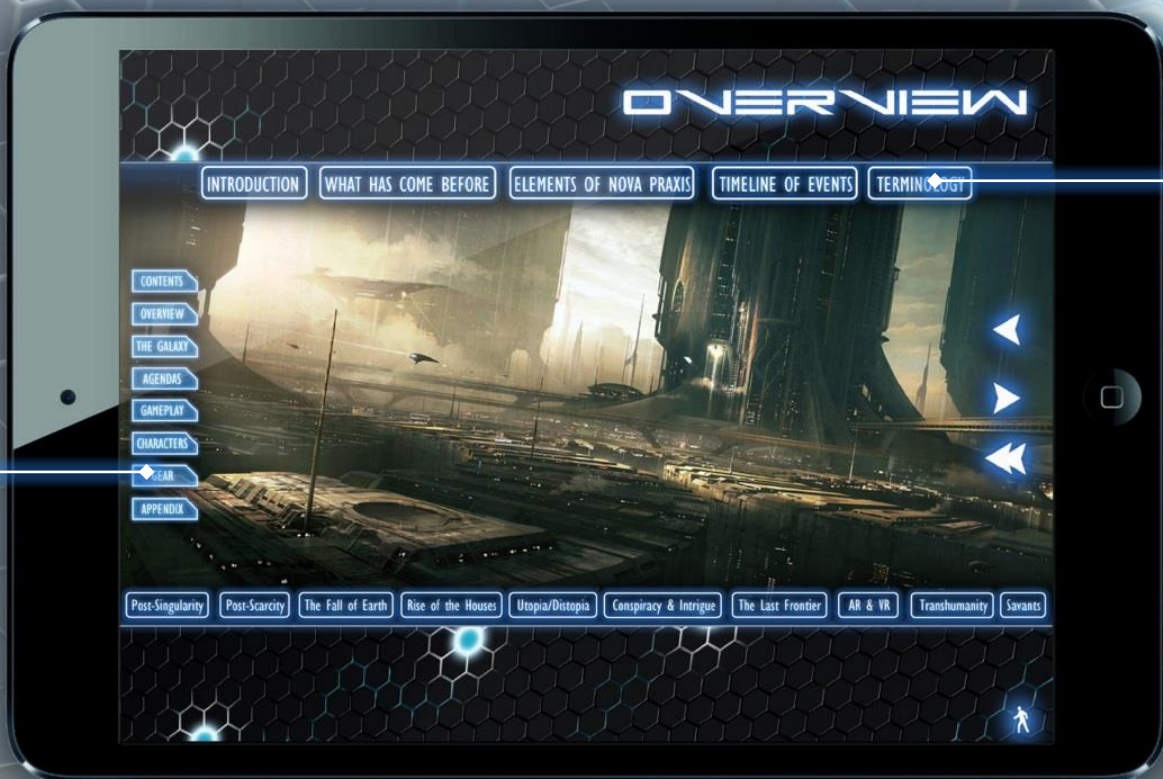 OVERVIEW
INTRODUCTION
WHAT HAS COME BEFORE
ELEMENTS OF NOVA PRAXIS
TIMELINE OF EVENTS
TERMINOLOGY
CONTENTS
OVERVIEW
THE GALAXY
AGENDAS
GAMEPLAY
CHARACTERS
GEAR
APPENDIX
Post-Singularity
Post-Scarcity
The Fall of Earth
Rise of the Houses
Utopia/Distopia
Conspiracy & Intrigue
The Last Frontier
AR & VR
Transhumanity
Savants